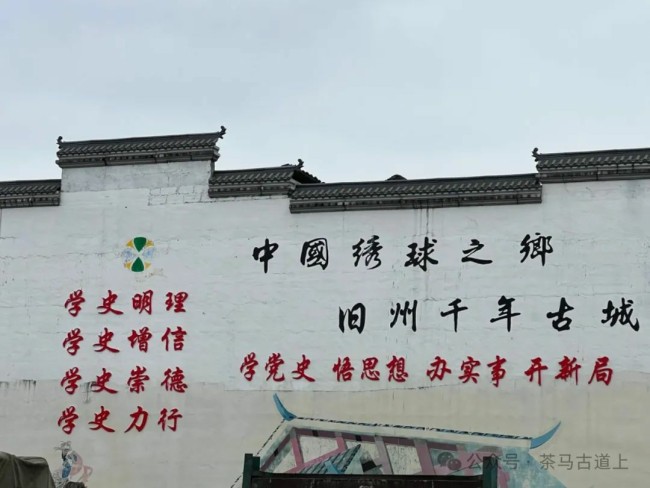 中國绣球之鄉
旧州千年古城
学史明理
学史增信
学史崇德
学史力行
学党史 悟思想 办实事 开新局
公众号·茶马古道上